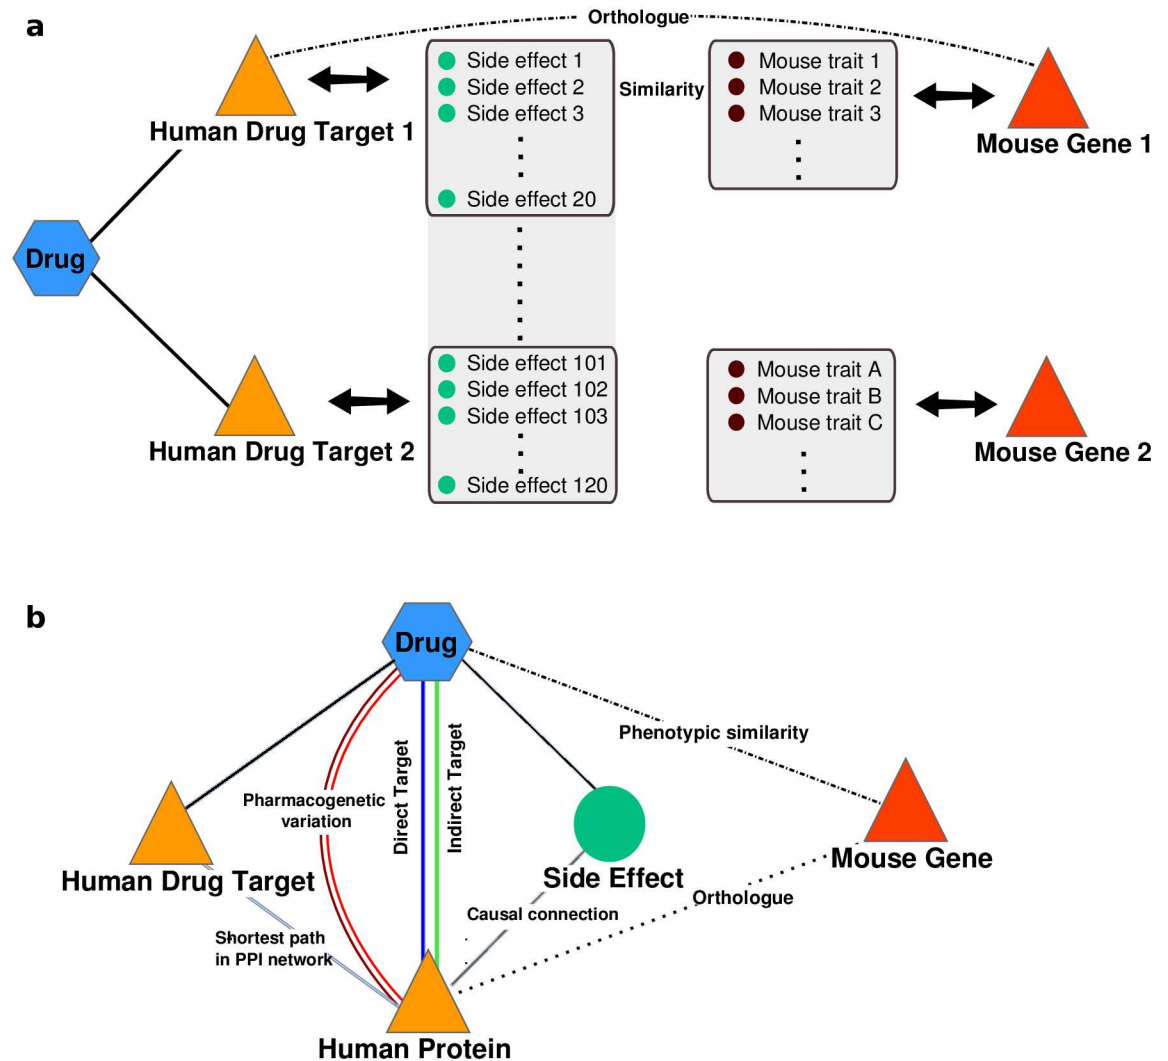 a
Orthologue
Side effect 1
Side effect 2
Side effect 3
Side effect 20
Similarity
Mouse trait 1
Mouse trait 2
Mouse trait 3
Human Drug Target 1
Mouse Gene 1
Drug
Side effect 101
Side effect 102
Side effect 103
Side effect 120
Mouse trait A
Mouse trait B
Mouse trait C
Human Drug Target 2
Mouse Gene 2
b
Drug
Phenotypic similarity
Pharmacogenetic
variation
Direct Target
Indirect Target
Human Drug Target
Side Effect
Mouse Gene
Orthologue
Causal connection
Shortest path
in PPI network
Human Protein